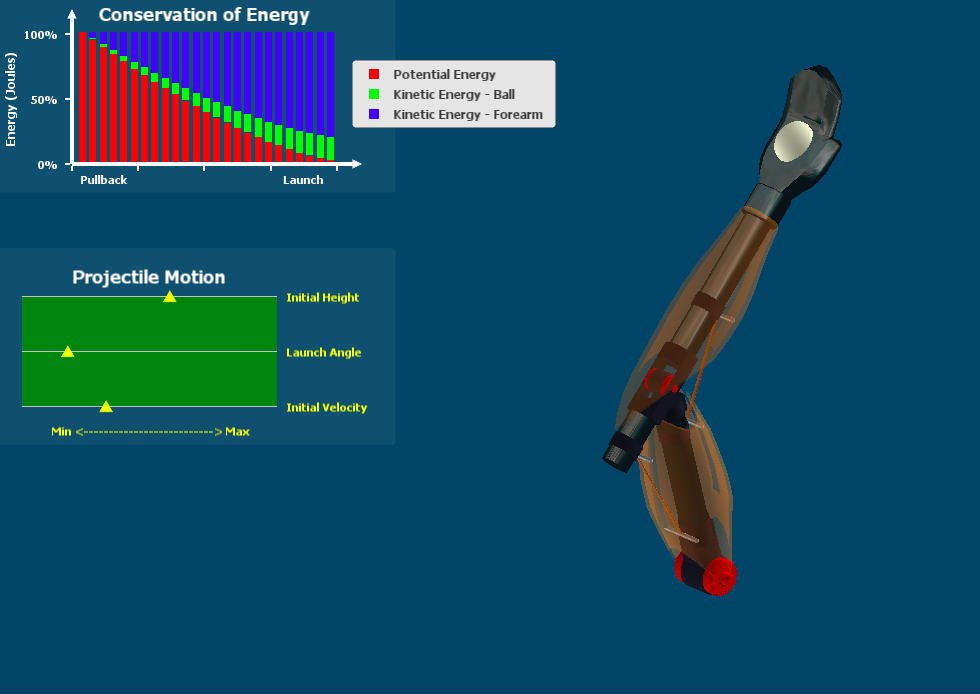 Conservation of Energy
100%
50%
0%
Energy (Joules)
Pullback
Launch
Potential Energy
Kinetic Energy - Ball
Kinetic Energy - Forearm
Projectile Motion
Initial Height
Launch Angle
Initial Velocity
Min <--------------------------> Max